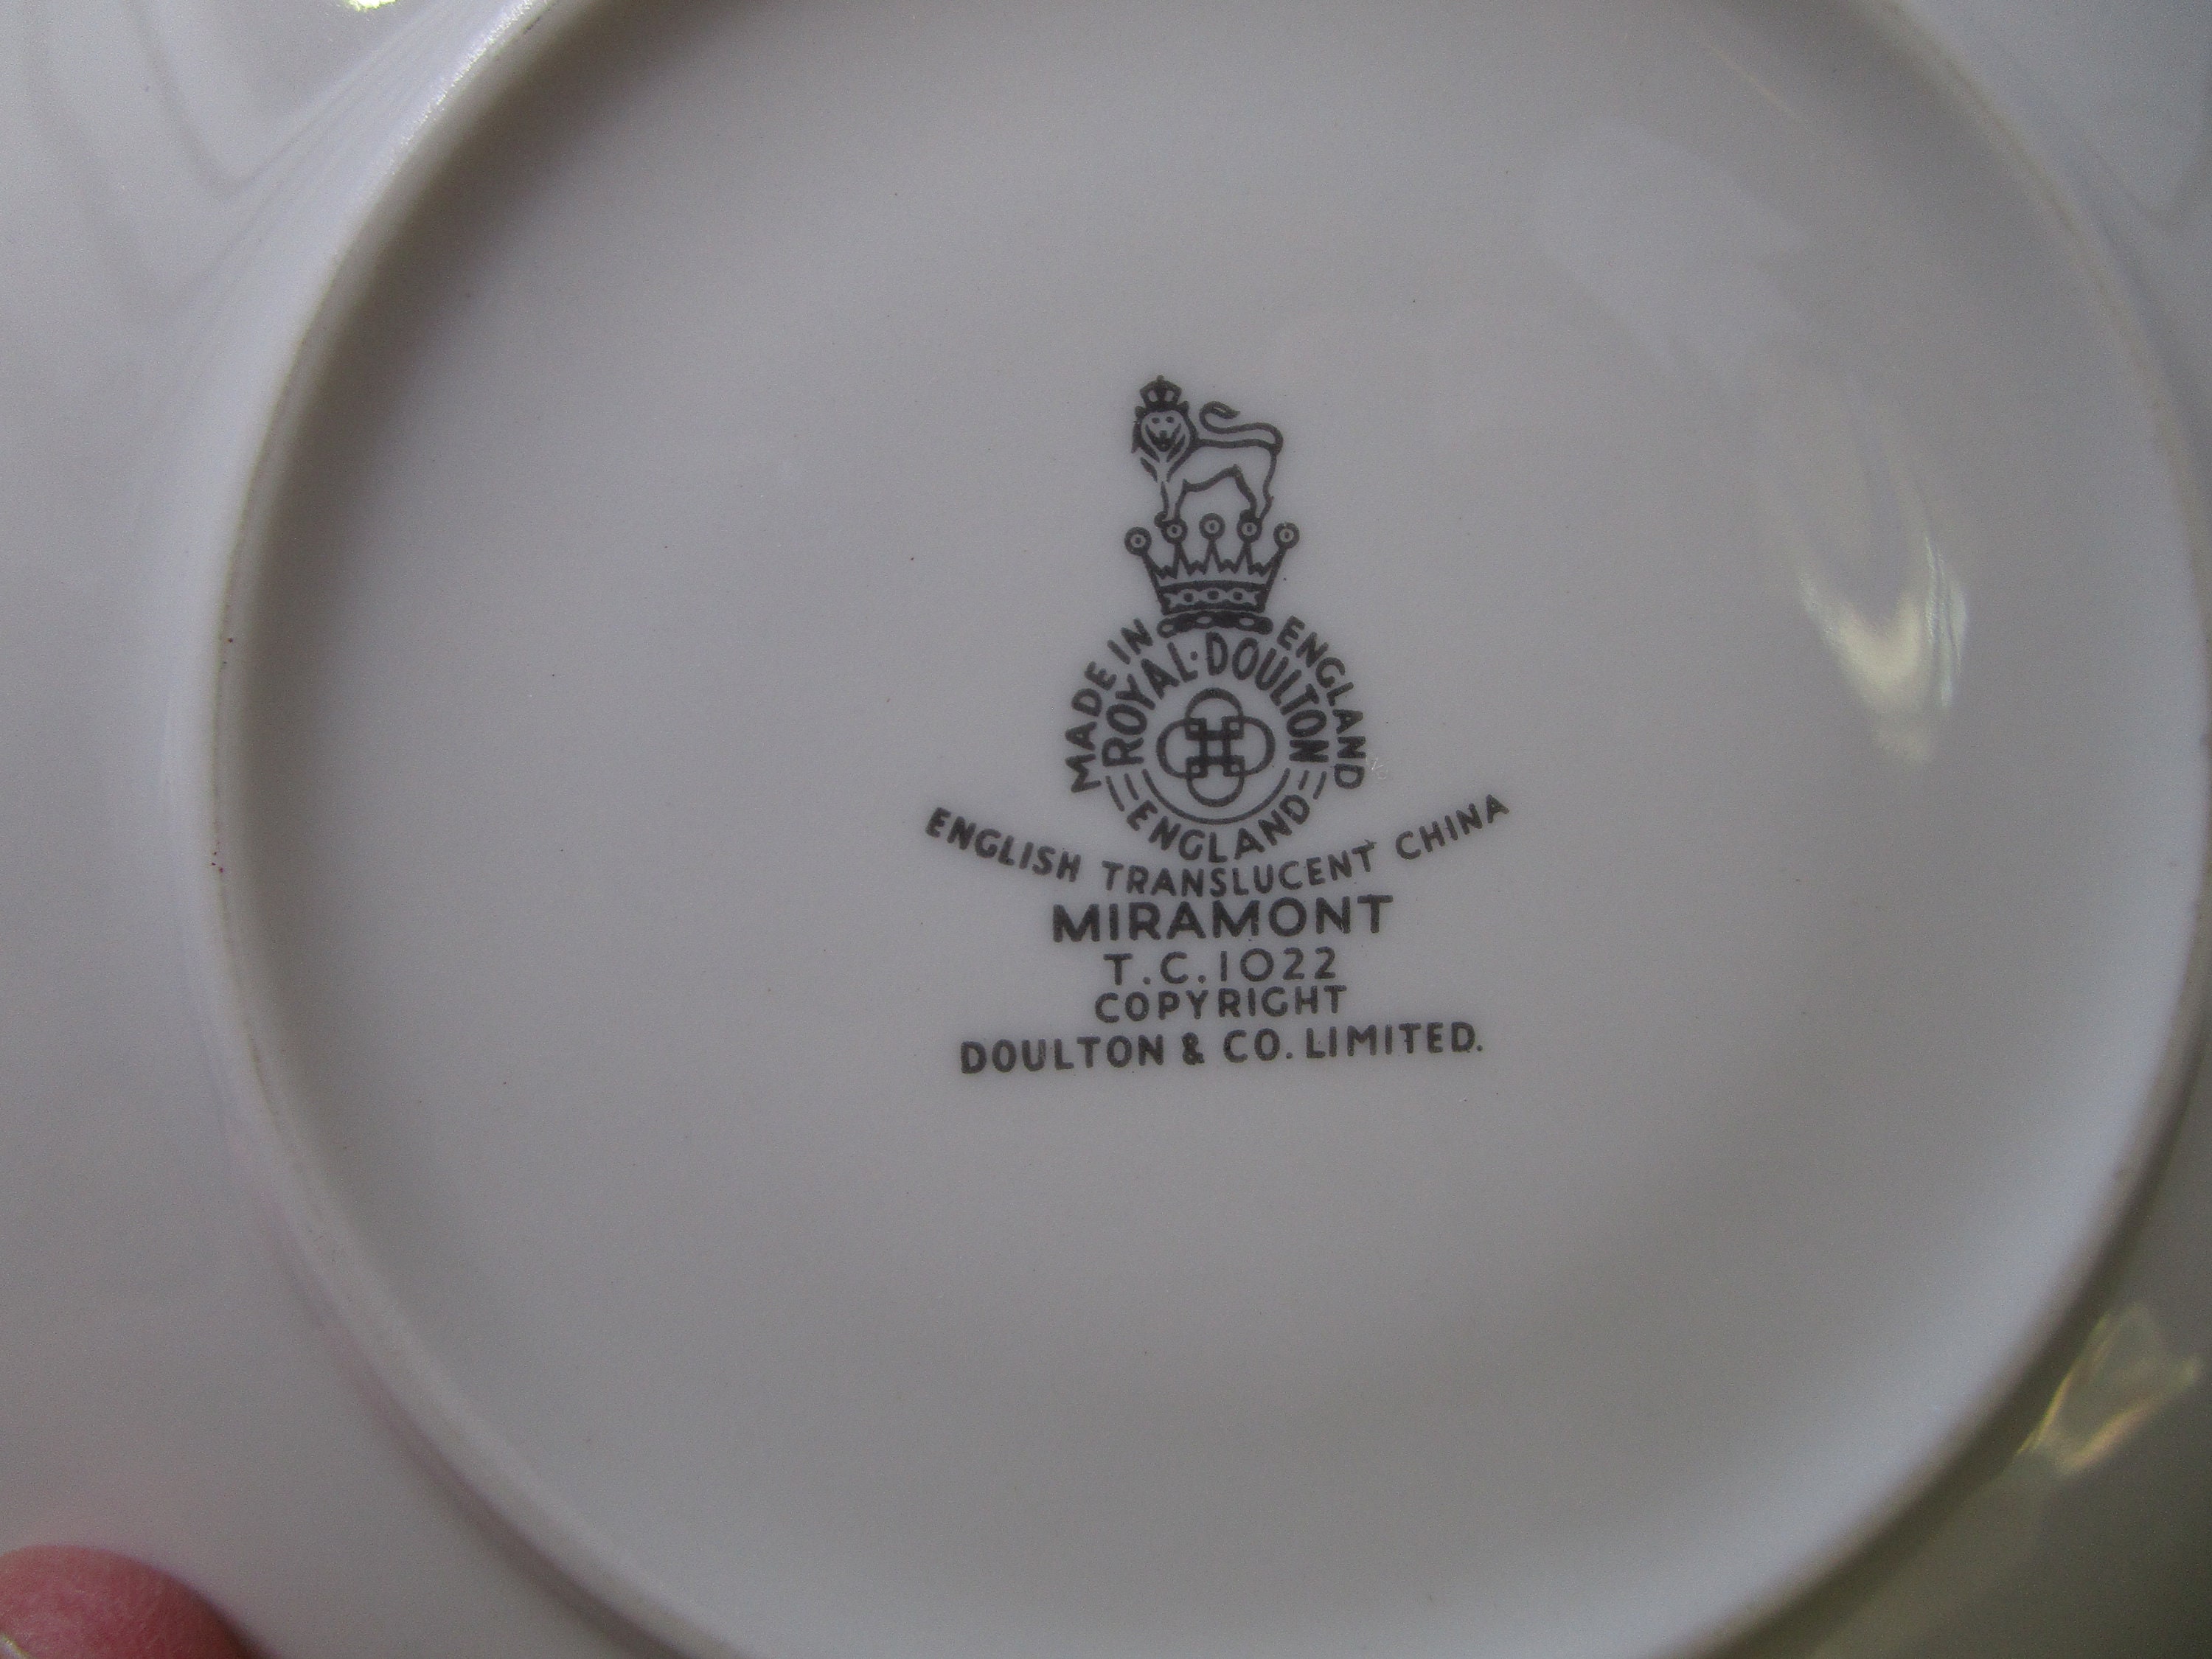 MADE IN ENGLAND
ROYAL·DOULTON
ENGLAND
ENGLISH TRANSLUCENT CHINA
MIRAMONT
T.C.1022
COPYRIGHT
DOULTON & CO. LIMITED.